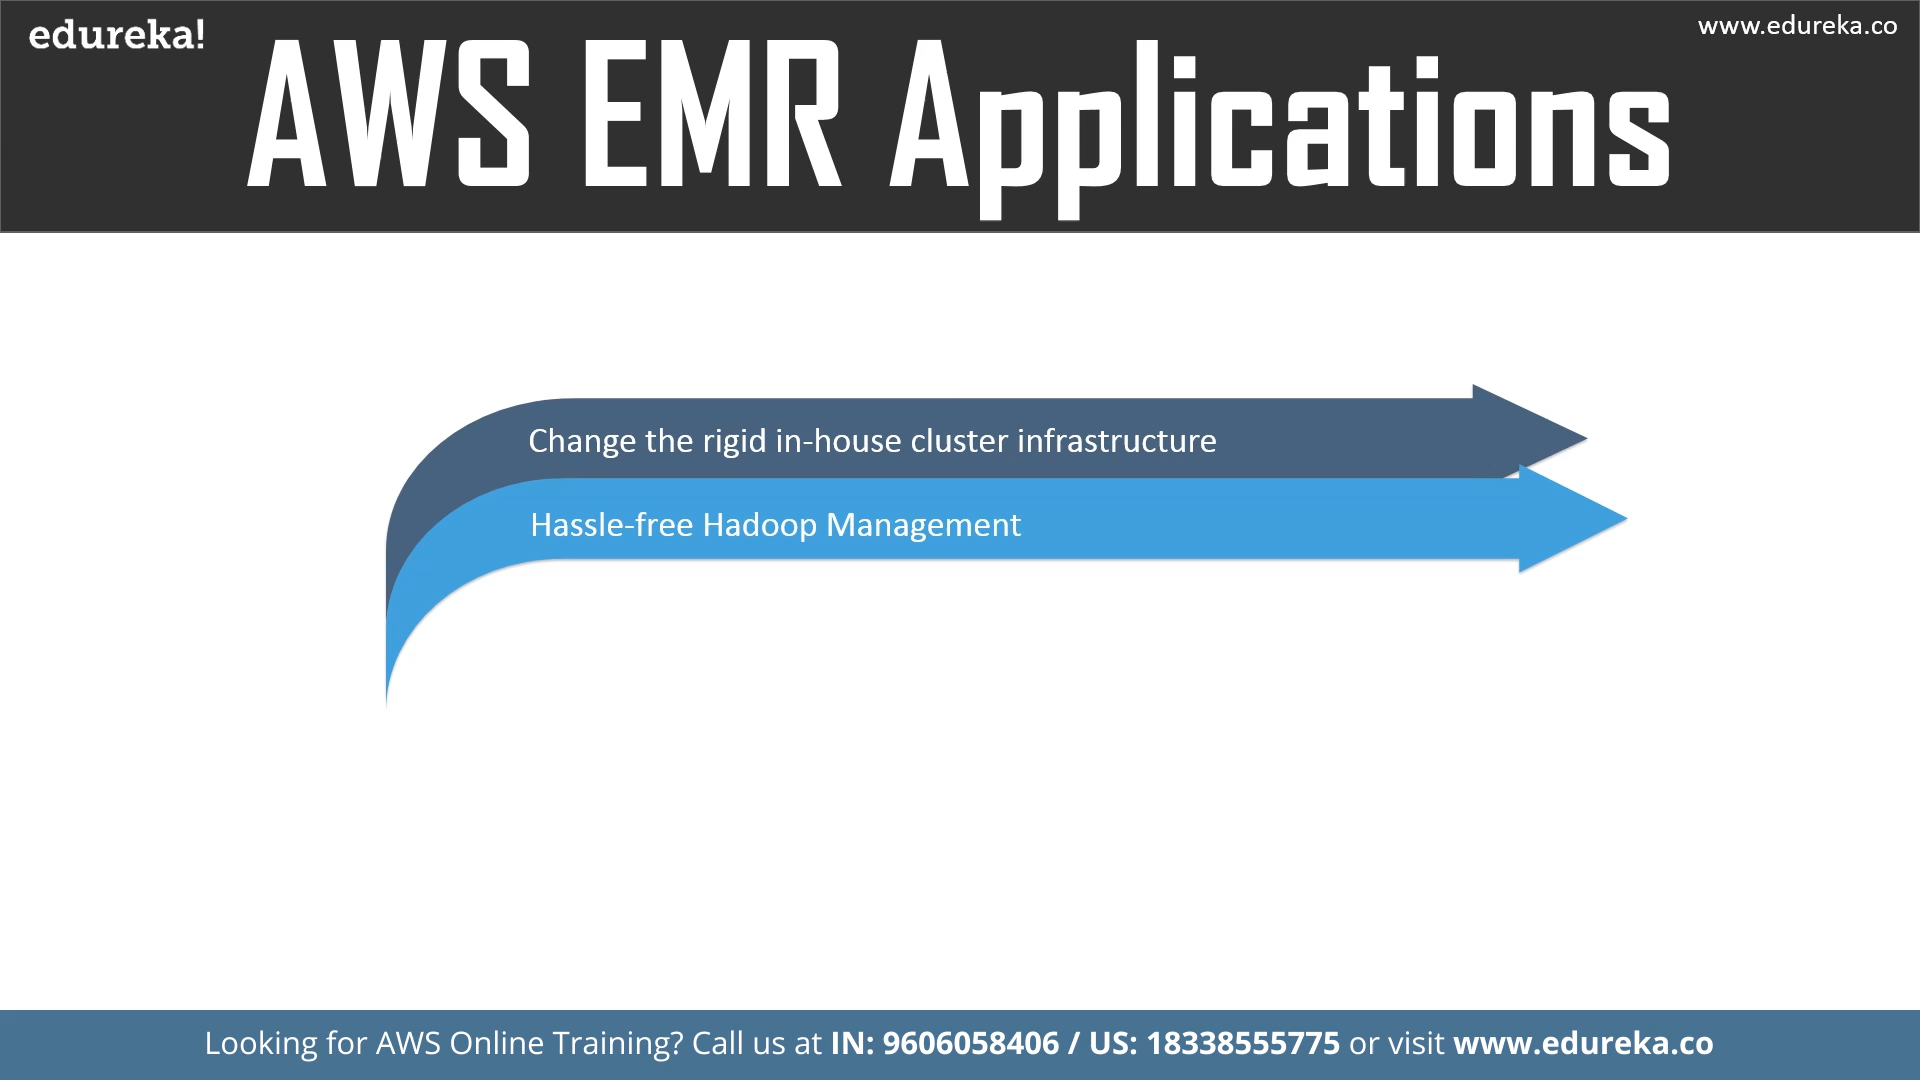 edureka!
www.edureka.co
AWS EMR Applications
Change the rigid in-house cluster infrastructure
Hassle-free Hadoop Management
Looking for AWS Online Training? Call us at IN: 9606058406 / US: 18338555775 or visit www.edureka.co